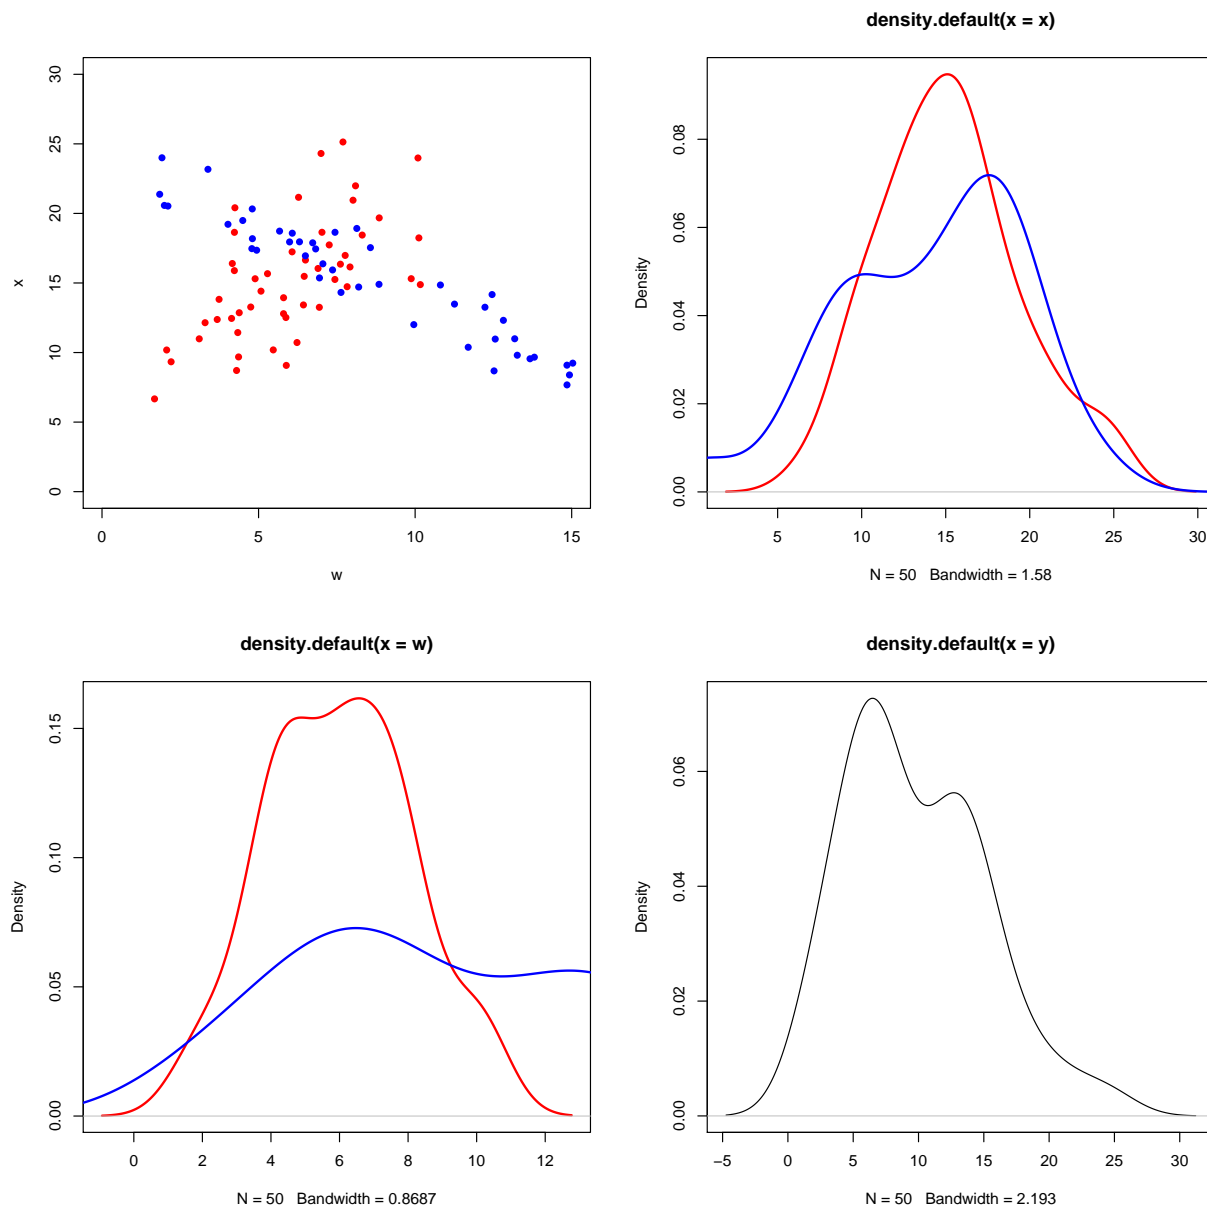 30
25
20
15
10
5
0
x
0 5 10 15
w
density.default(x = x)
0.08
0.06
0.04
0.02
0.00
Density
5 10 15 20 25 30
N = 50 Bandwidth = 1.58
density.default(x = w)
0.15
0.10
0.05
0.00
Density
0 2 4 6 8 10 12
N = 50 Bandwidth = 0.8687
density.default(x = y)
0.06
0.04
0.02
0.00
Density
−5 0 5 10 15 20 25 30
N = 50 Bandwidth = 2.193